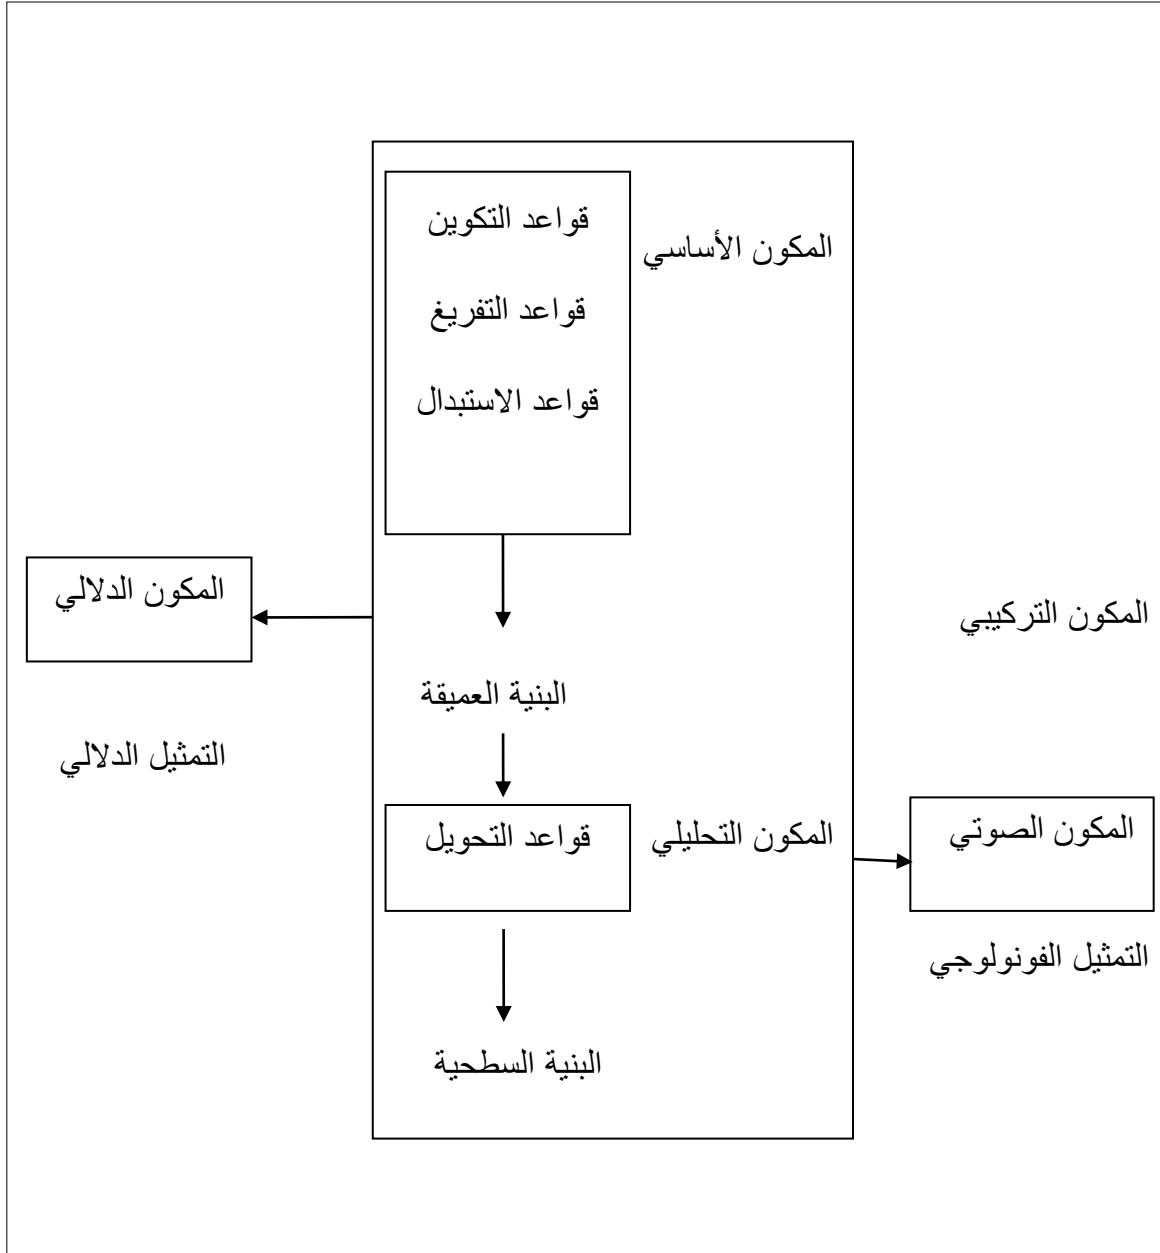 قواعد التكوين
المكون الأساسي
قواعد التفريغ
قواعد الاستبدال
المكون الدلالي
المكون التركيبي
البنية العميقة
التمثيل الدلالي
قواعد التحويل
المكون التحليلي
المكون الصوتي
التمثيل الفونولوجي
البنية السطحية